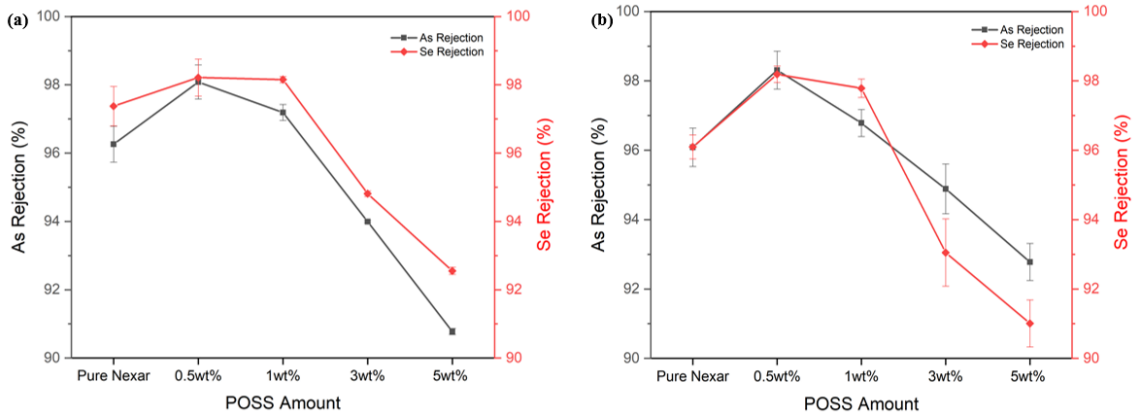 (a)
As Rejection
Se Rejection
As Rejection (%)
100
98
96
94
92
90
100
98
96
94
92
90
Se Rejection (%)
Pure Nexar 0.5wt% 1wt% 3wt% 5wt%
POSS Amount
(b)
As Rejection
Se Rejection
As Rejection (%)
100
98
96
94
92
90
100
98
96
94
92
90
Se Rejection (%)
Pure Nexar 0.5wt% 1wt% 3wt% 5wt%
POSS Amount